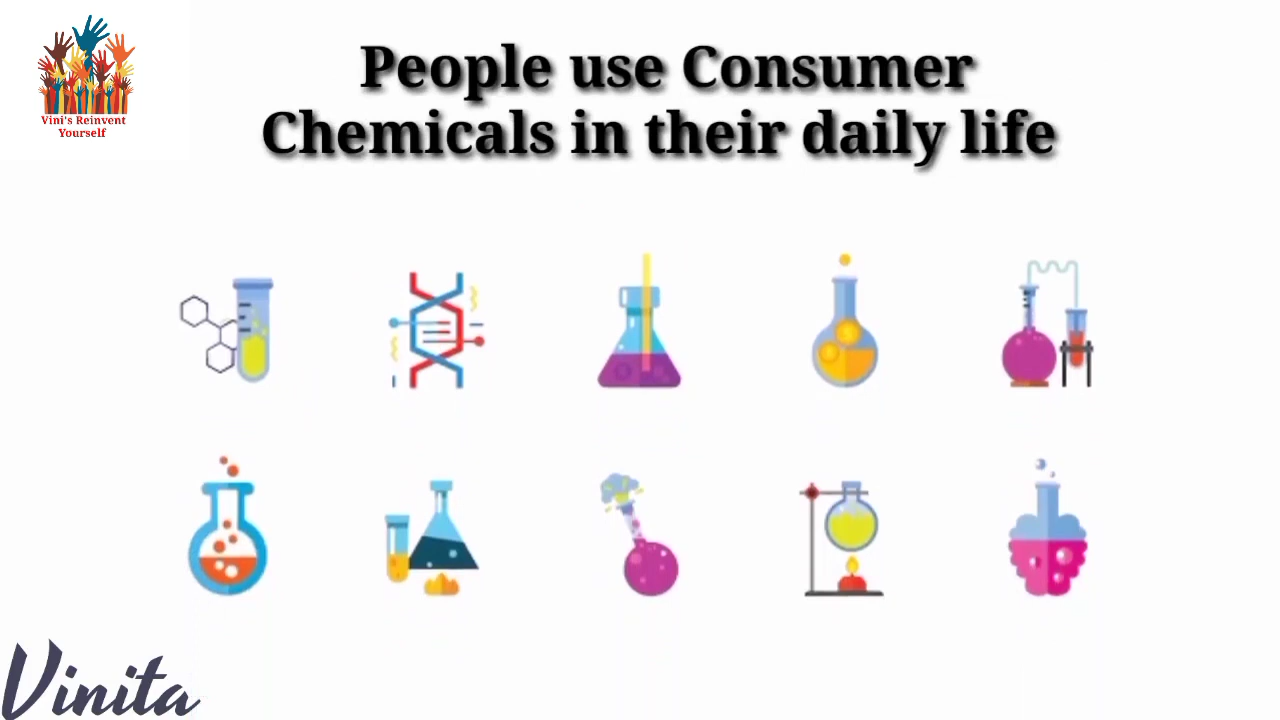 People use Consumer
Chemicals in their daily life
Vini's Reinvent
Yourself
Vinita